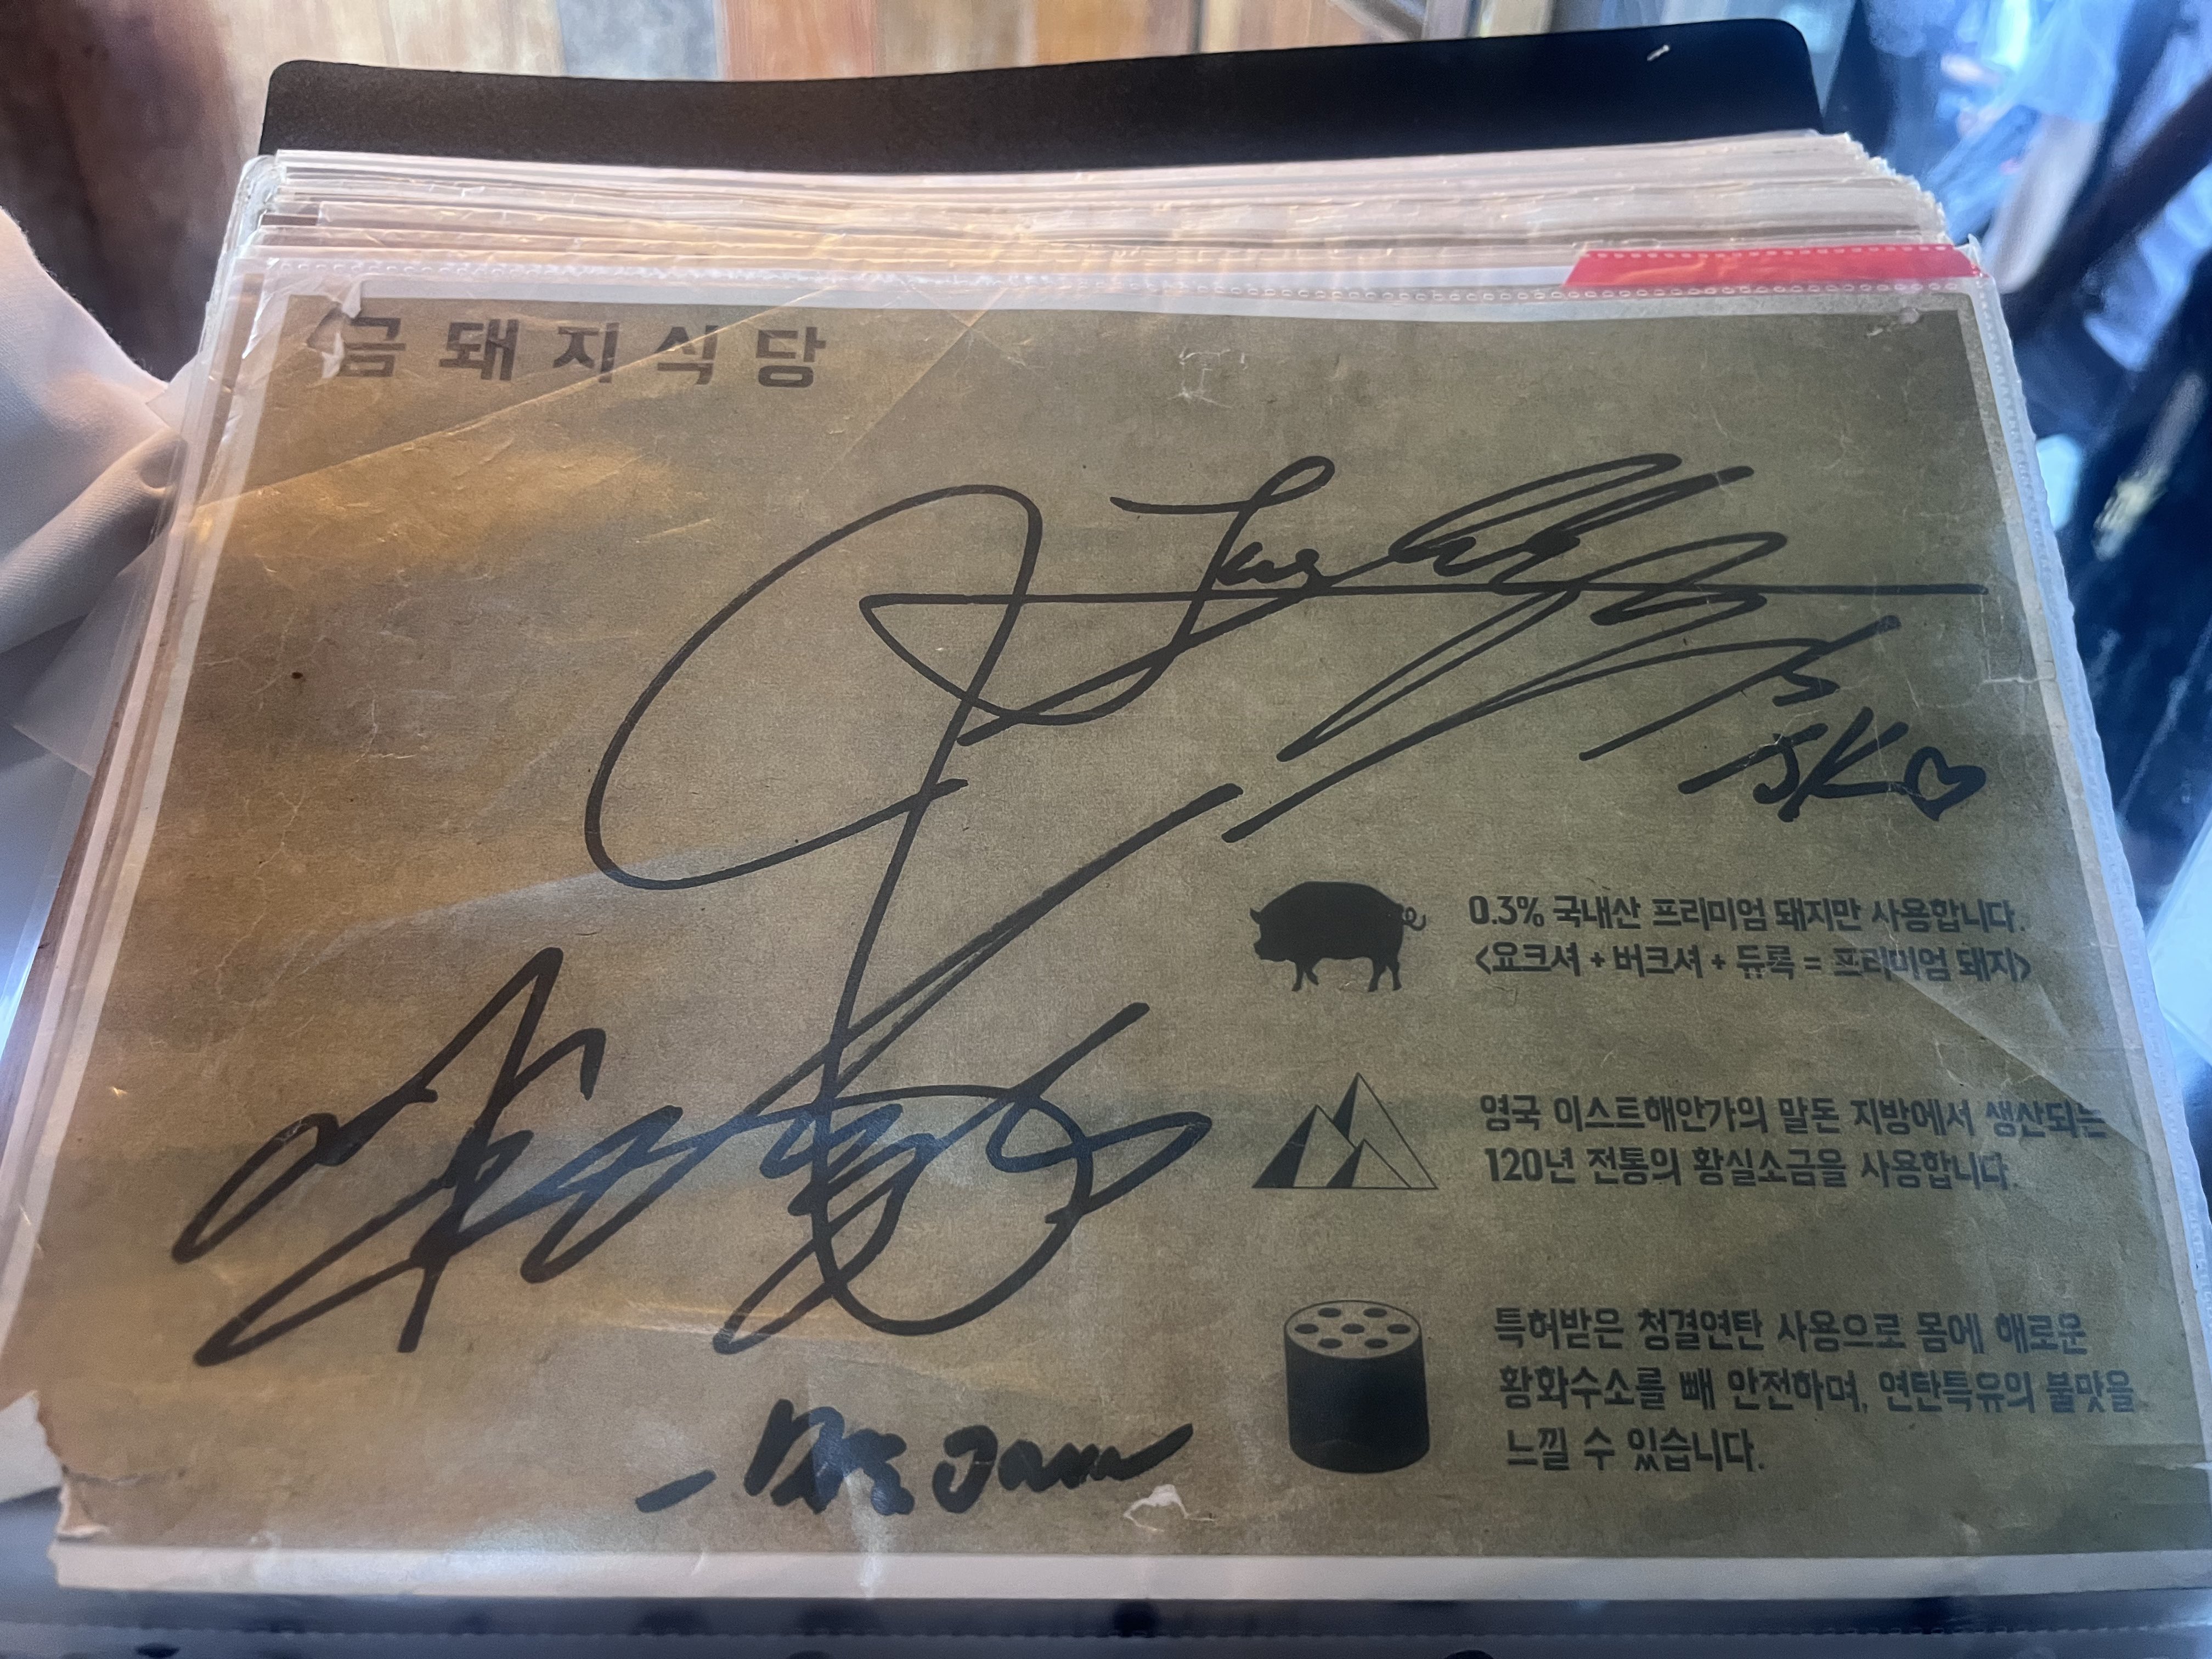 금돼지식당
JK♡
0.3% 국내산 프리미엄 돼지만 사용합니다.
<요크셔 + 버크셔 + 듀록 = 프리미엄 돼지>
영국 이스트해안가의 말돈 지방에서 생산되는
120년 전통의 황실소금을 사용합니다.
특허받은 청결연탄 사용으로 몸에 해로운
황화수소를 빼 안전하며, 연탄특유의 불맛을
느낄 수 있습니다.